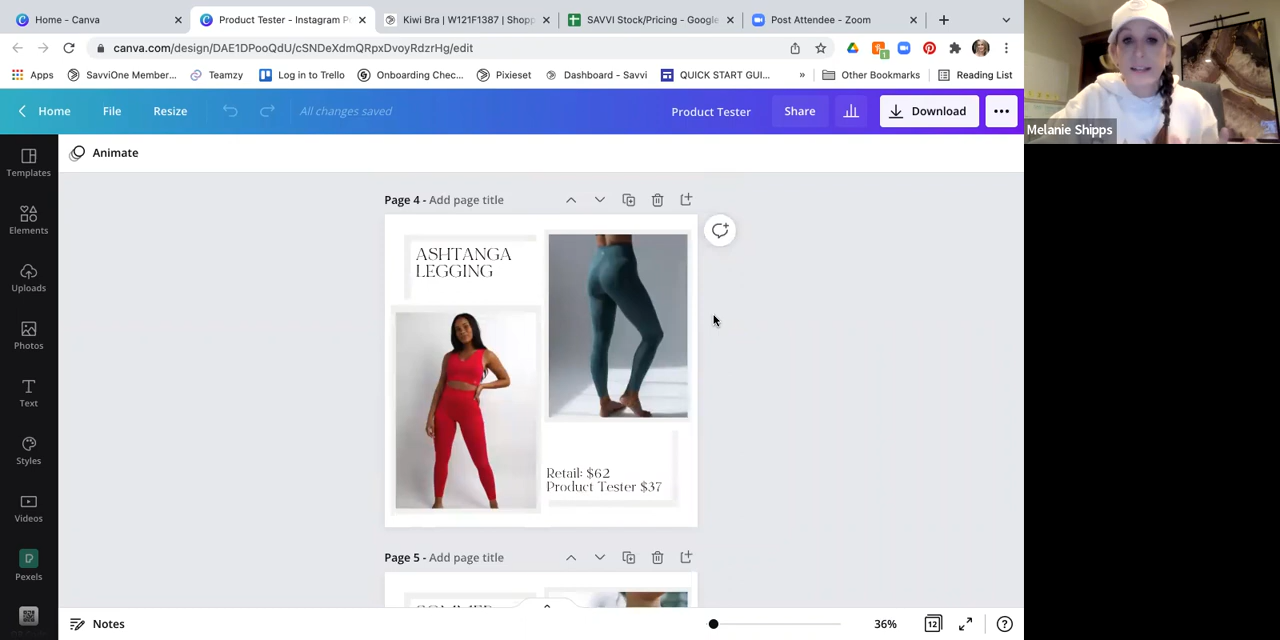 Home - Canva
Product Tester - Instagram P
Kiwi Bra | W121F1387 | Shopp
SAVVI Stock/Pricing - Google
Post Attendee - Zoom
canva.com/design/DAE1DPooQdU/cSNDeXdmQRpxDvoyRdzrHg/edit
1
Apps
SavviOne Member...
Teamzy
Log in to Trello
Onboarding Chec...
Pixieset
Dashboard - Savvi
QUICK START GUI...
»
Other Bookmarks
Reading List
Home
File
Resize
All changes saved
Product Tester
Share
Download
Melanie Shipps
Animate
Templates
Elements
Uploads
Photos
Text
Styles
Videos
Pexels
Page 4 - Add page title
ASHTANGA
LEGGING
Retail: $62
Product Tester $37
Page 5 - Add page title
Notes
36%
12